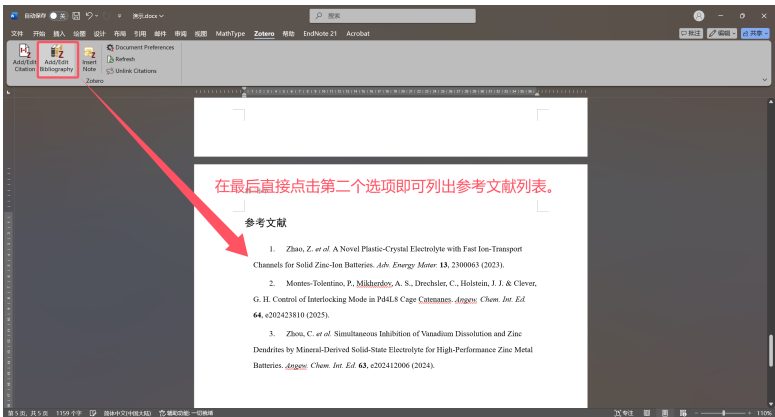 自动保存 关 演示.docx 搜索
文件 开始 插入 绘图 设计 布局 引用 邮件 审阅 视图 MathType Zotero 帮助 EndNote 21 Acrobat 批注 编辑 共享
Add/Edit Citation
Add/Edit Bibliography
Insert Note
Document Preferences
Refresh
Unlink Citations
Zotero
在最后直接点击第二个选项即可列出参考文献列表。
参考文献
1. Zhao, Z. et al. A Novel Plastic-Crystal Electrolyte with Fast Ion-Transport
Channels for Solid Zinc-Ion Batteries. Adv. Energy Mater. 13, 2300063 (2023).
2. Montes-Tolentino, P., Mikherdov, A. S., Drechsler, C., Holstein, J. J. & Clever,
G. H. Control of Interlocking Mode in Pd4L8 Cage Catenanes. Angew. Chem. Int. Ed.
64, e202423810 (2025).
3. Zhou, C. et al. Simultaneous Inhibition of Vanadium Dissolution and Zinc
Dendrites by Mineral-Derived Solid-State Electrolyte for High-Performance Zinc Metal
Batteries. Angew. Chem. Int. Ed. 63, e202412006 (2024).
第 5 页, 共 5 页 1159 个字 简体中文(中国大陆) 辅助功能: 一切就绪 专注 110%